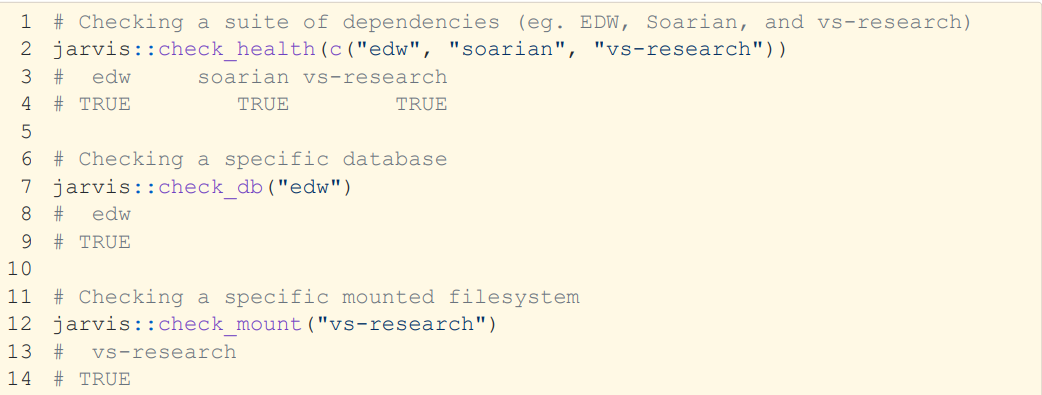 1 # Checking a suite of dependencies (eg. EDW, Soarian, and vs-research)
2 jarvis::check_health(c("edw", "soarian", "vs-research"))
3 #  edw     soarian vs-research
4 # TRUE        TRUE        TRUE
5
6 # Checking a specific database
7 jarvis::check_db("edw")
8 #  edw
9 # TRUE
10
11 # Checking a specific mounted filesystem
12 jarvis::check_mount("vs-research")
13 #  vs-research
14 # TRUE